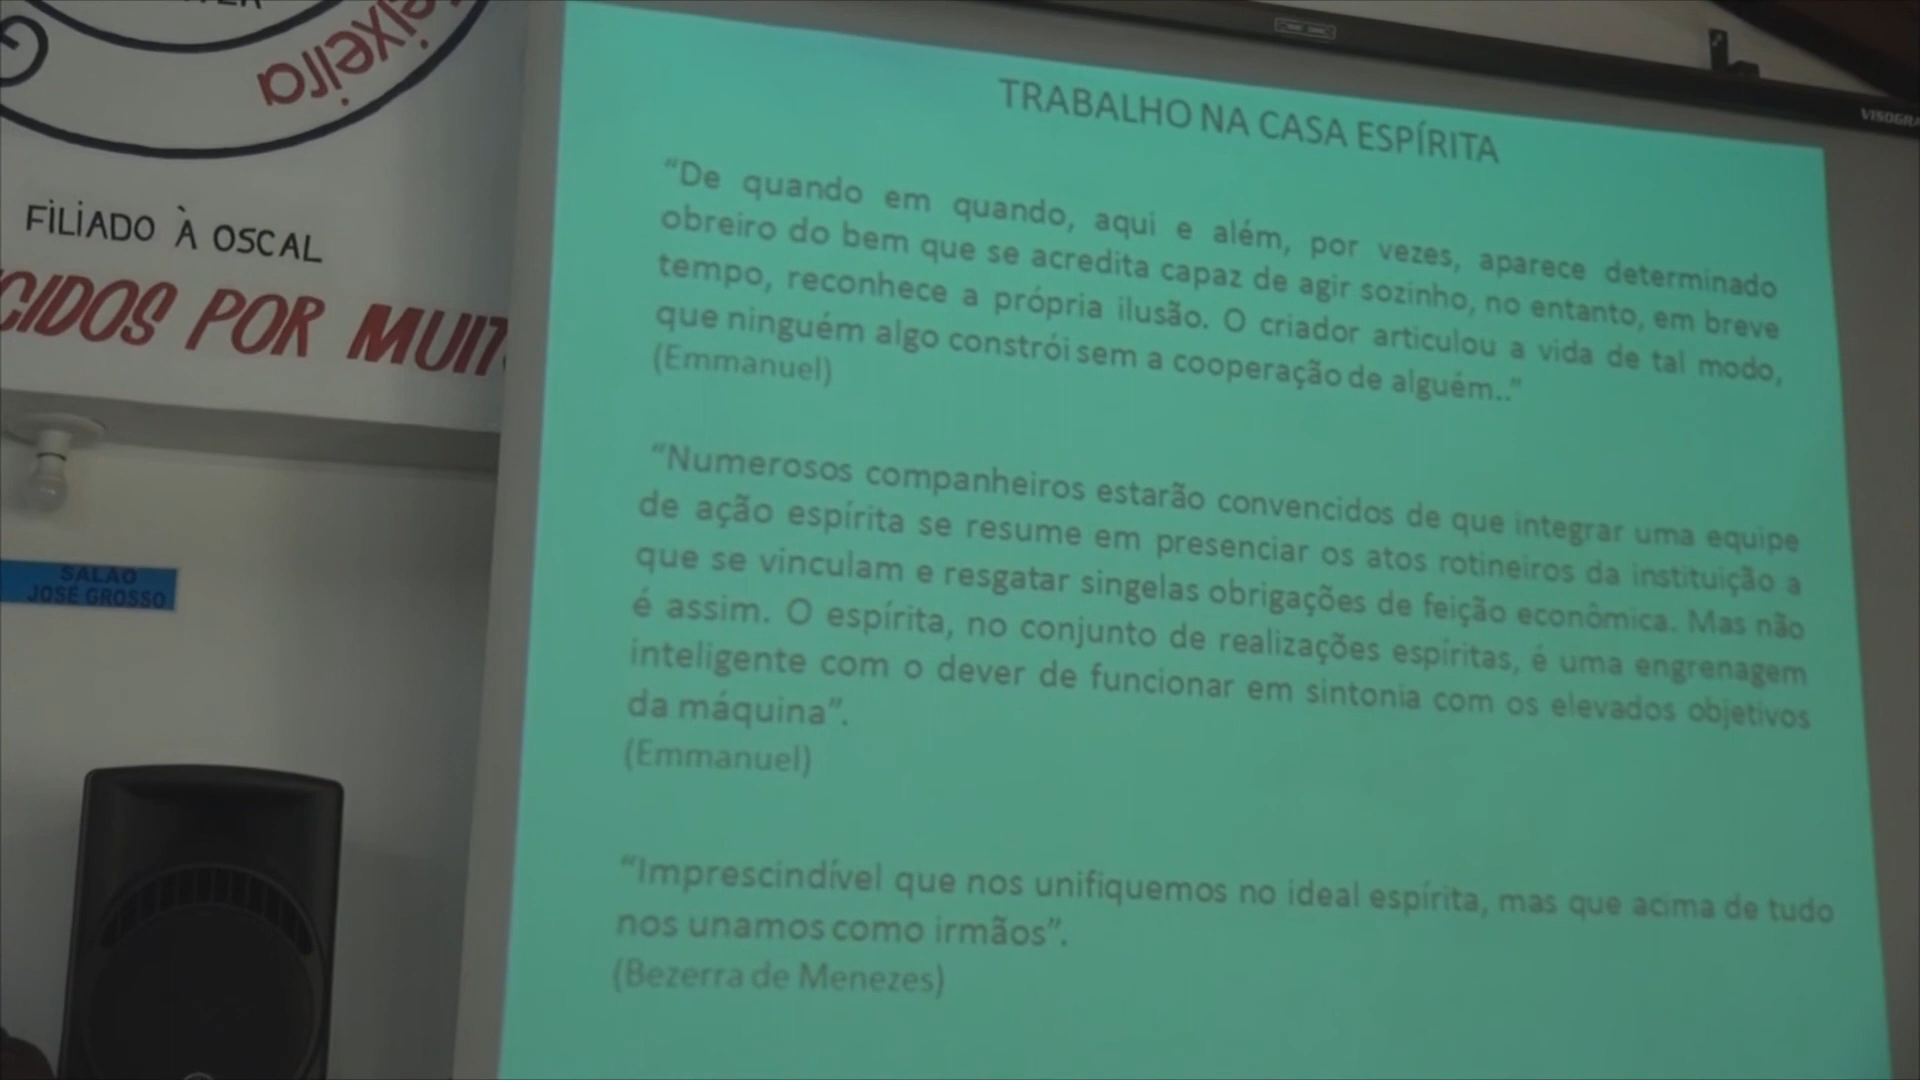 eixeira
FILIADO À OSCAL
CIDOS POR MUIT
SALÃO
JOSÉ GROSSO
TRABALHO NA CASA ESPÍRITA
“De quando em quando, aqui e além, por vezes, aparece determinado
obreiro do bem que se acredita capaz de agir sozinho, no entanto, em breve
tempo, reconhece a própria ilusão. O criador articulou a vida de tal modo,
que ninguém algo constrói sem a cooperação de alguém..”
(Emmanuel)
“Numerosos companheiros estarão convencidos de que integrar uma equipe
de ação espírita se resume em presenciar os atos rotineiros da instituição a
que se vinculam e resgatar singelas obrigações de feição econômica. Mas não
é assim. O espírita, no conjunto de realizações espíritas, é uma engrenagem
inteligente com o dever de funcionar em sintonia com os elevados objetivos
da máquina”.
(Emmanuel)
“Imprescindível que nos unifiquemos no ideal espírita, mas que acima de tudo
nos unamos como irmãos”.
(Bezerra de Menezes)
VISOGRA